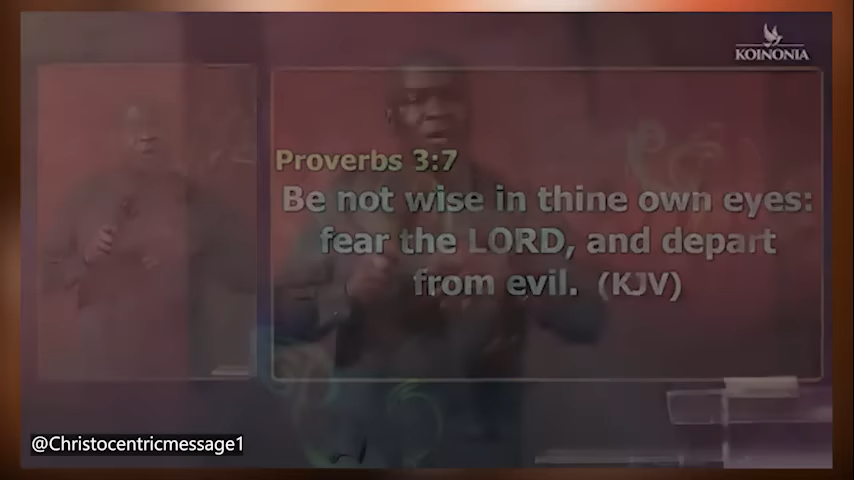 KOINONIA
Proverbs 3:7
Be not wise in thine own eyes:
fear the LORD, and depart
from evil. (KJV)
@Christocentricmessage1